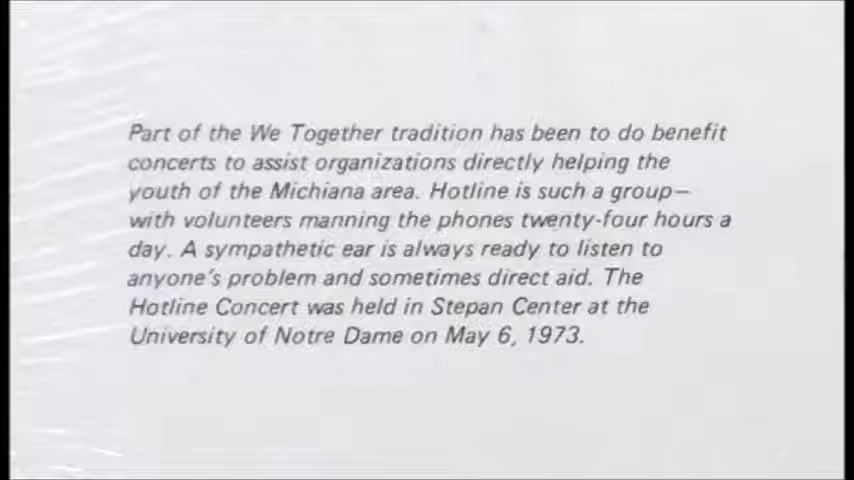 Part of the We Together tradition has been to do benefit
concerts to assist organizations directly helping the
youth of the Michiana area. Hotline is such a group—
with volunteers manning the phones twenty-four hours a
day. A sympathetic ear is always ready to listen to
anyone's problem and sometimes direct aid. The
Hotline Concert was held in Stepan Center at the
University of Notre Dame on May 6, 1973.